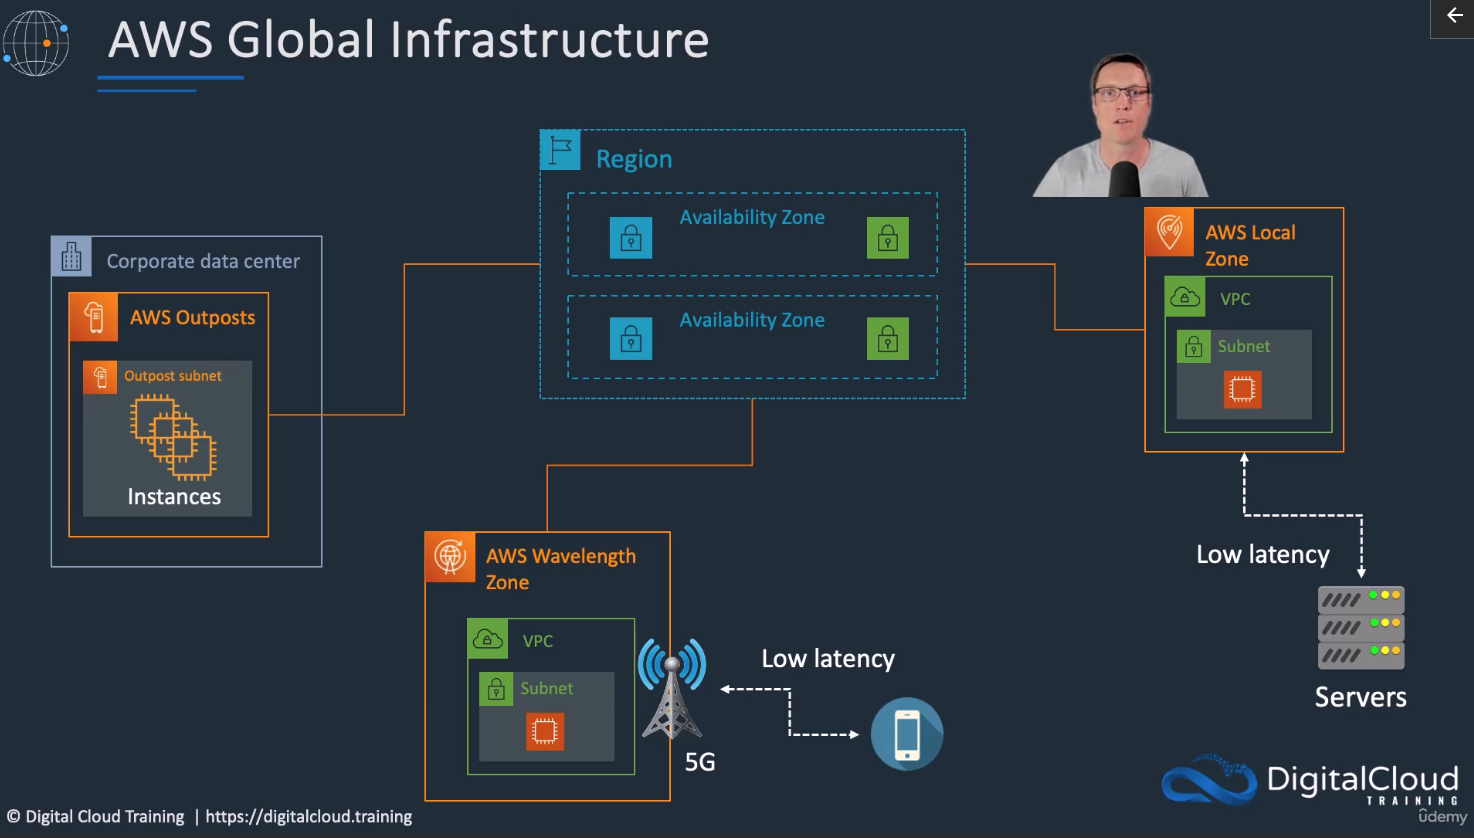 AWS Global Infrastructure
Region
Availability Zone
Availability Zone
Corporate data center
AWS Outposts
Outpost subnet
Instances
AWS Local
Zone
VPC
Subnet
Low latency
Servers
AWS Wavelength
Zone
VPC
Subnet
5G
Low latency
DigitalCloud
TRAINING
ûdemy
© Digital Cloud Training | https://digitalcloud.training